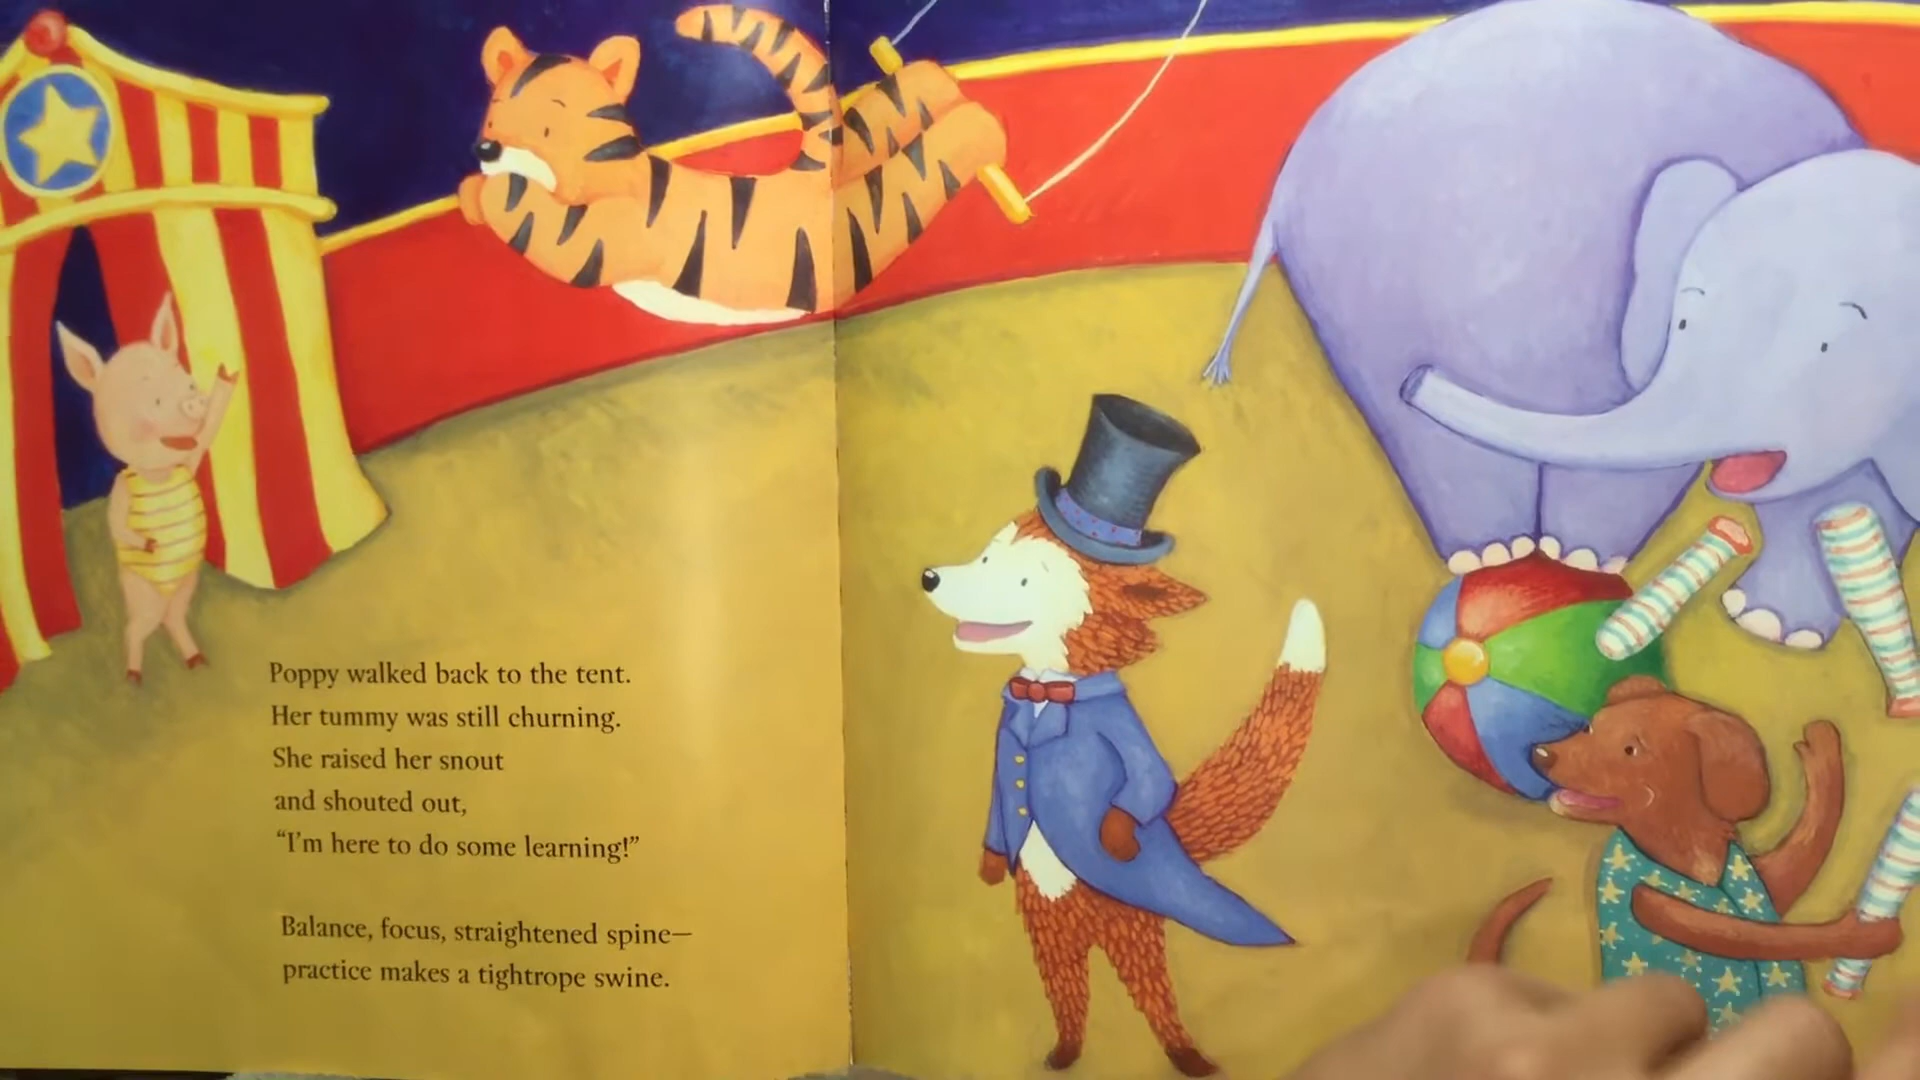 Poppy walked back to the tent.
Her tummy was still churning.
She raised her snout
and shouted out,
“I’m here to do some learning!”
Balance, focus, straightened spine—
practice makes a tightrope swine.